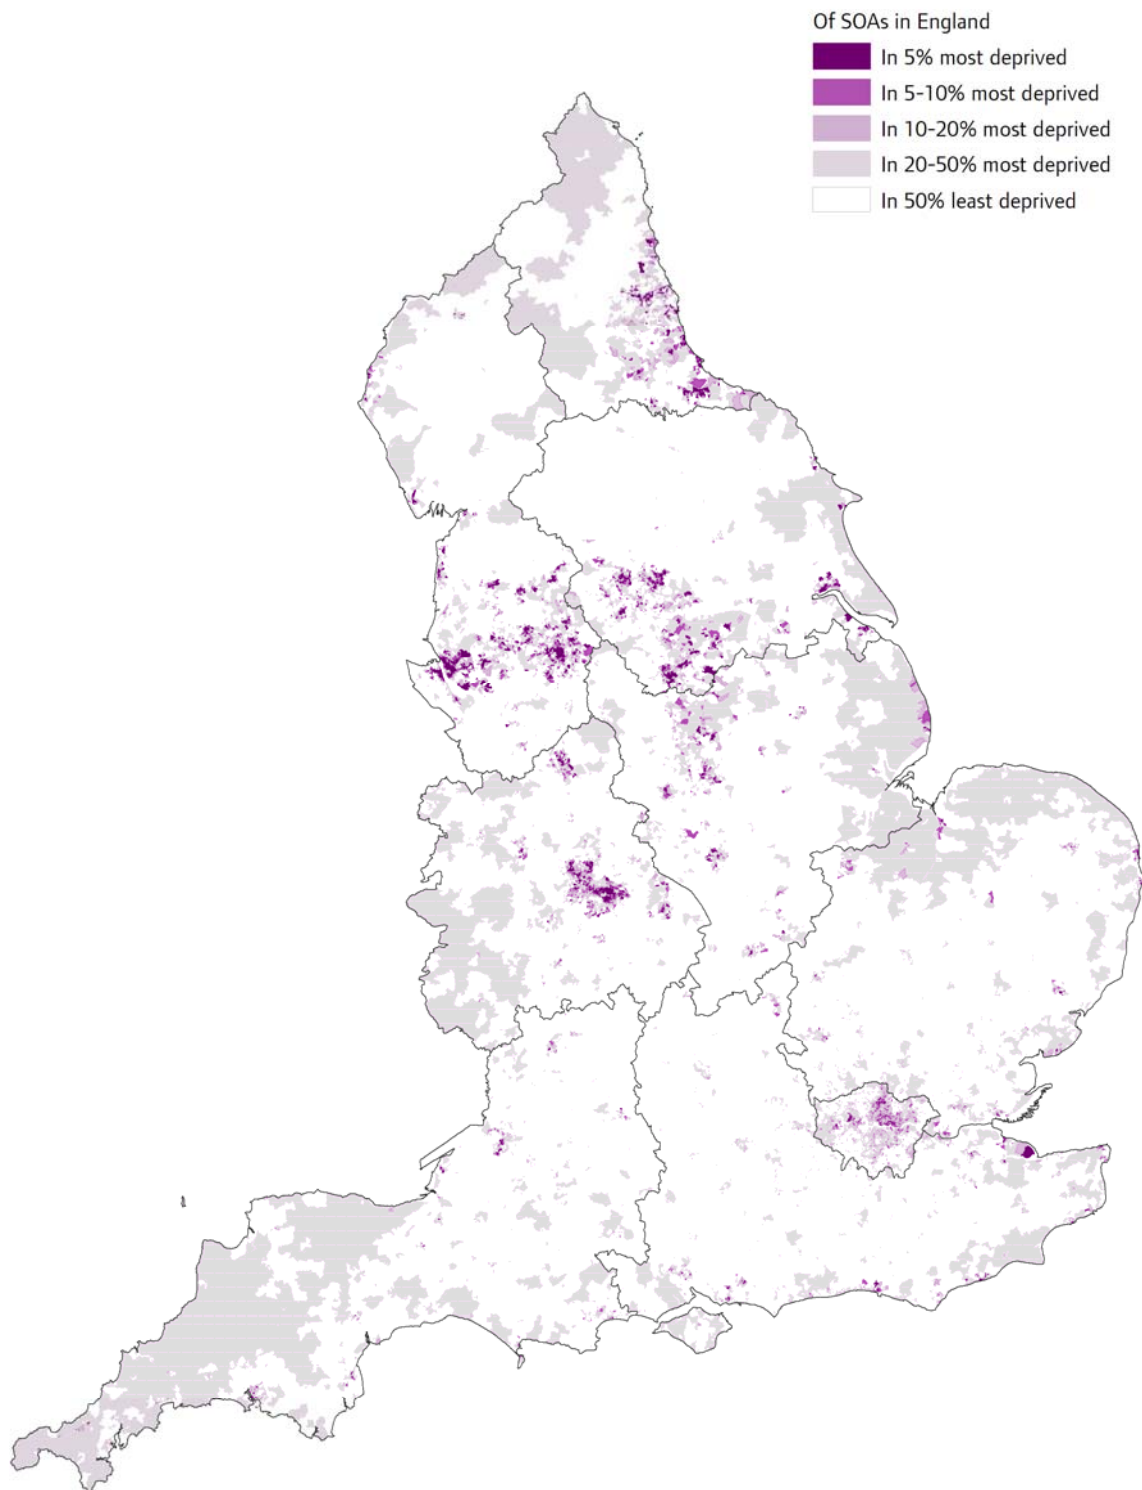 Of SOAs in England
In 5% most deprived
In 5-10% most deprived
In 10-20% most deprived
In 20-50% most deprived
In 50% least deprived